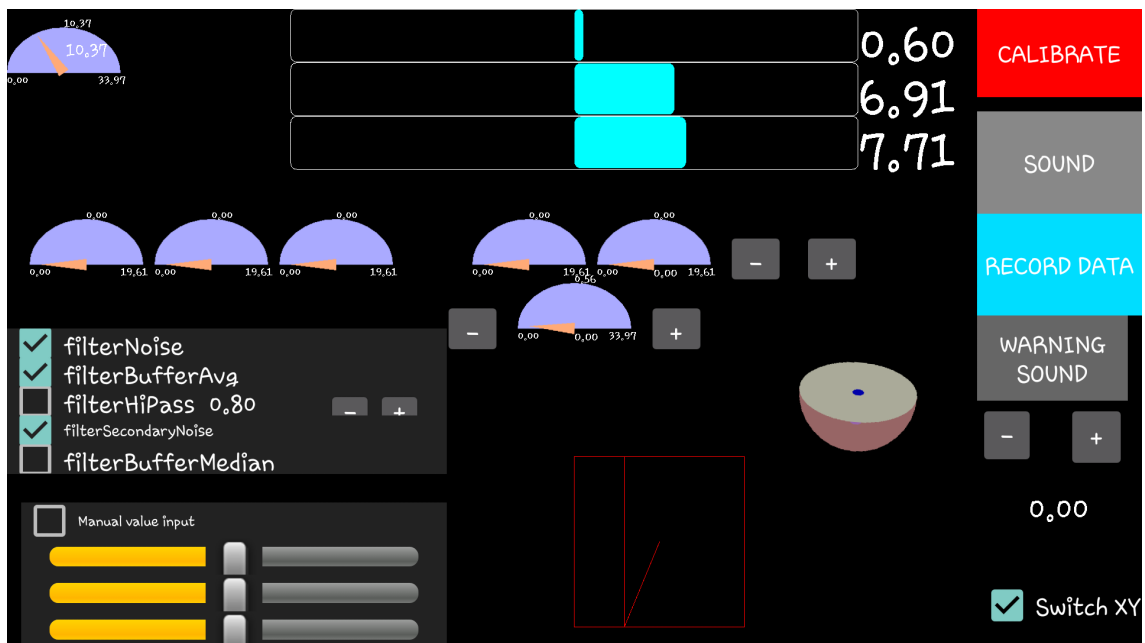 10,37
10.37
0,00 33,97
0.60
6.91
7.71
CALIBRATE
SOUND
RECORD DATA
WARNING
SOUND
- +
0.00
Switch XY
0,00
0,00 19,61
0,00
0,00 19,61
0,00
0,00 19,61
0,00
0,00 19,61
0,00
0,00 0,00 19,61
- +
0,56
0,00 0,00 33,97
- +
filterNoise
filterBufferAvg
filterHiPass 0.80 - +
filterSecondaryNoise
filterBufferMedian
Manual value input